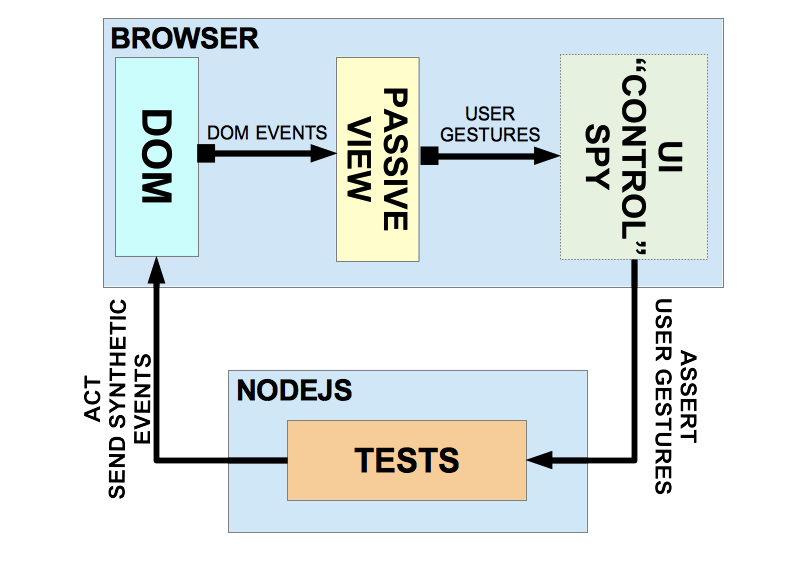 BROWSER
DOM
DOM EVENTS
PASSIVE
VIEW
USER
GESTURES
UI
“CONTROL”
SPY
ACT
SEND SYNTHETIC
EVENTS
NODEJS
TESTS
ASSERT
USER GESTURES